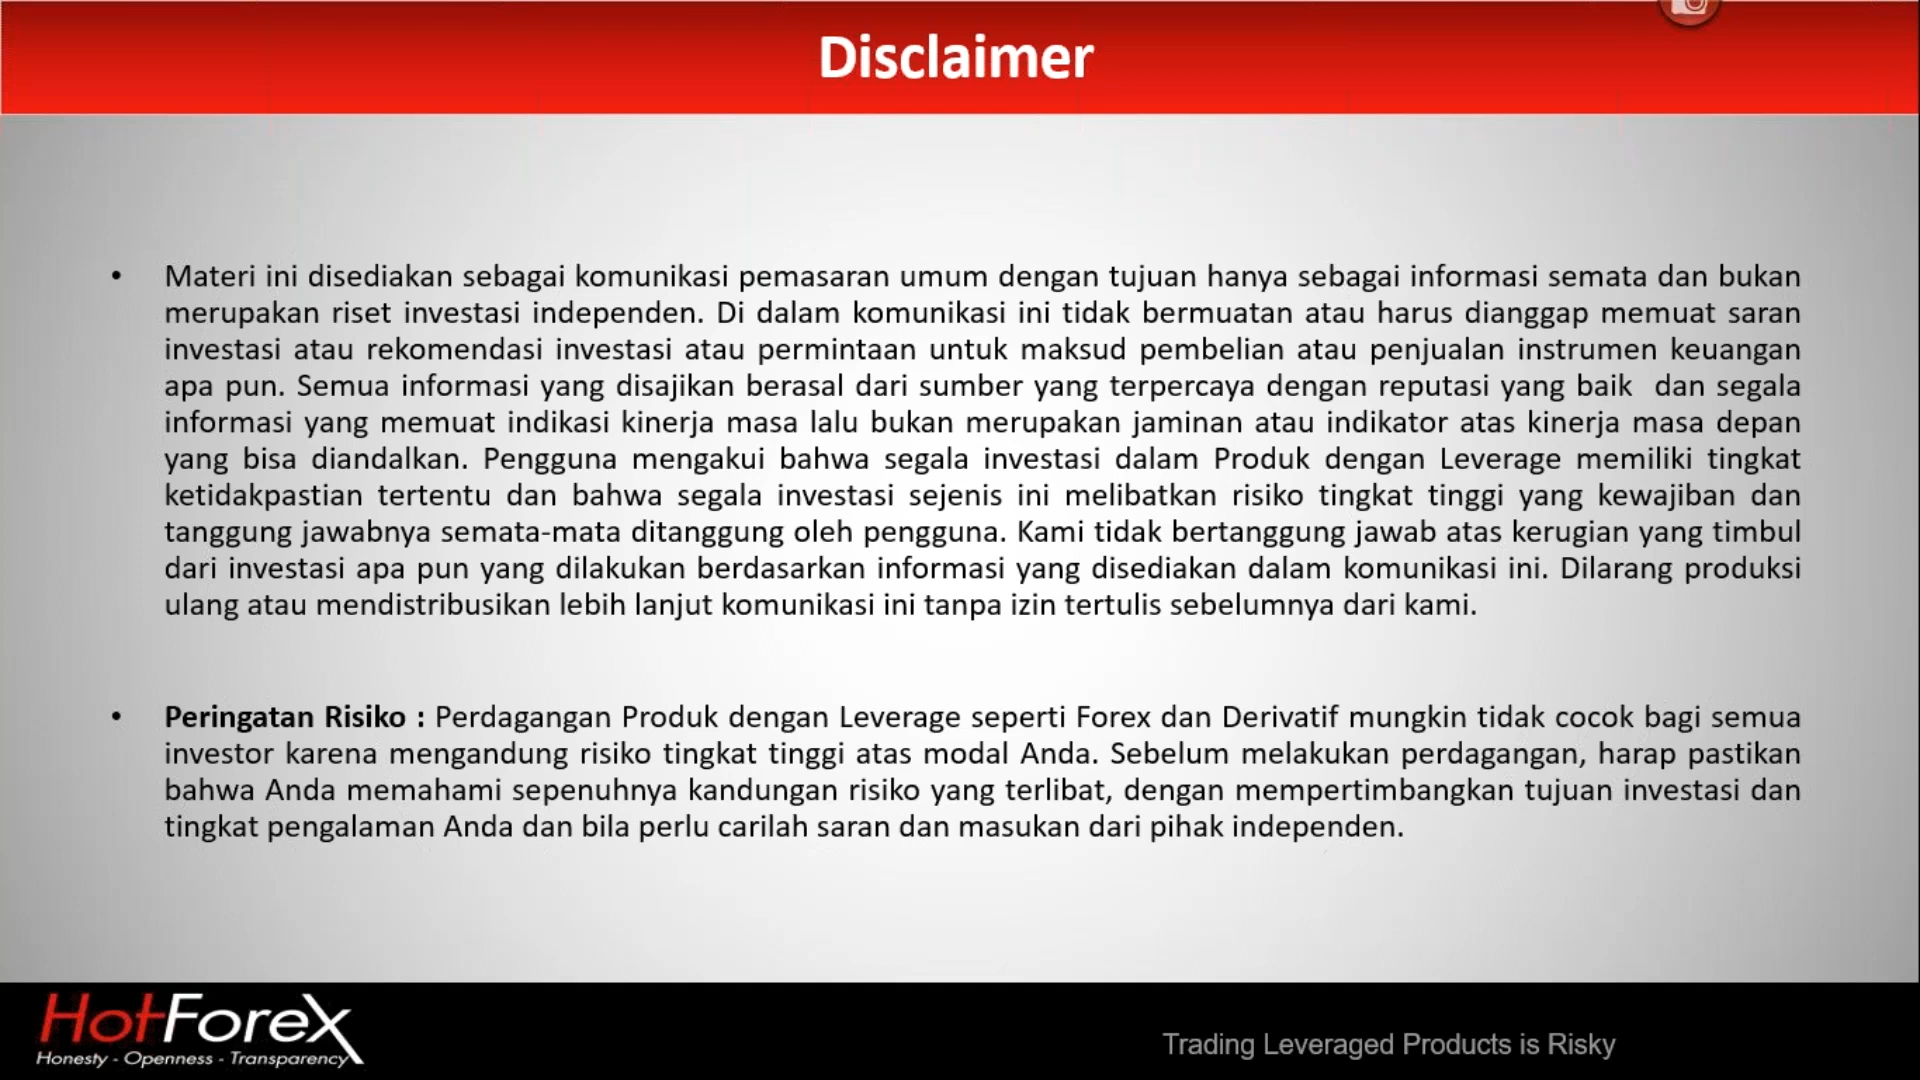 Disclaimer
• Materi ini disediakan sebagai komunikasi pemasaran umum dengan tujuan hanya sebagai informasi semata dan bukan
merupakan riset investasi independen. Di dalam komunikasi ini tidak bermuatan atau harus dianggap memuat saran
investasi atau rekomendasi investasi atau permintaan untuk maksud pembelian atau penjualan instrumen keuangan
apa pun. Semua informasi yang disajikan berasal dari sumber yang terpercaya dengan reputasi yang baik dan segala
informasi yang memuat indikasi kinerja masa lalu bukan merupakan jaminan atau indikator atas kinerja masa depan
yang bisa diandalkan. Pengguna mengakui bahwa segala investasi dalam Produk dengan Leverage memiliki tingkat
ketidakpastian tertentu dan bahwa segala investasi sejenis ini melibatkan risiko tingkat tinggi yang kewajiban dan
tanggung jawabnya semata-mata ditanggung oleh pengguna. Kami tidak bertanggung jawab atas kerugian yang timbul
dari investasi apa pun yang dilakukan berdasarkan informasi yang disediakan dalam komunikasi ini. Dilarang produksi
ulang atau mendistribusikan lebih lanjut komunikasi ini tanpa izin tertulis sebelumnya dari kami.
• Peringatan Risiko : Perdagangan Produk dengan Leverage seperti Forex dan Derivatif mungkin tidak cocok bagi semua
investor karena mengandung risiko tingkat tinggi atas modal Anda. Sebelum melakukan perdagangan, harap pastikan
bahwa Anda memahami sepenuhnya kandungan risiko yang terlibat, dengan mempertimbangkan tujuan investasi dan
tingkat pengalaman Anda dan bila perlu carilah saran dan masukan dari pihak independen.
HotForex
Honesty - Openness - Transparency
Trading Leveraged Products is Risky